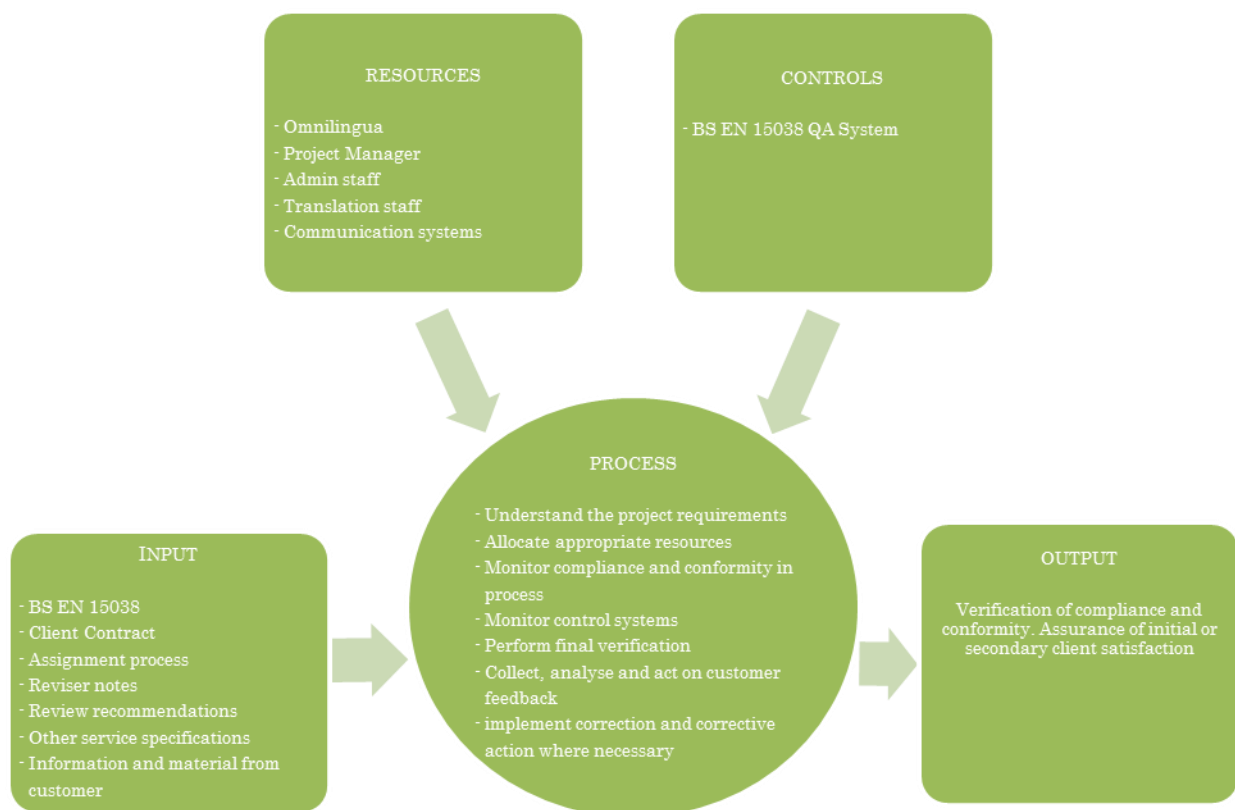 RESOURCES
- Omnilingua
- Project Manager
- Admin staff
- Translation staff
- Communication systems
CONTROLS
- BS EN 15038 QA System
INPUT
- BS EN 15038
- Client Contract
- Assignment process
- Reviser notes
- Review recommendations
- Other service specifications
- Information and material from
customer
PROCESS
- Understand the project requirements
- Allocate appropriate resources
- Monitor compliance and conformity in
process
- Monitor control systems
- Perform final verification
- Collect, analyse and act on customer
feedback
- implement correction and corrective
action where necessary
OUTPUT
Verification of compliance and
conformity. Assurance of initial or
secondary client satisfaction